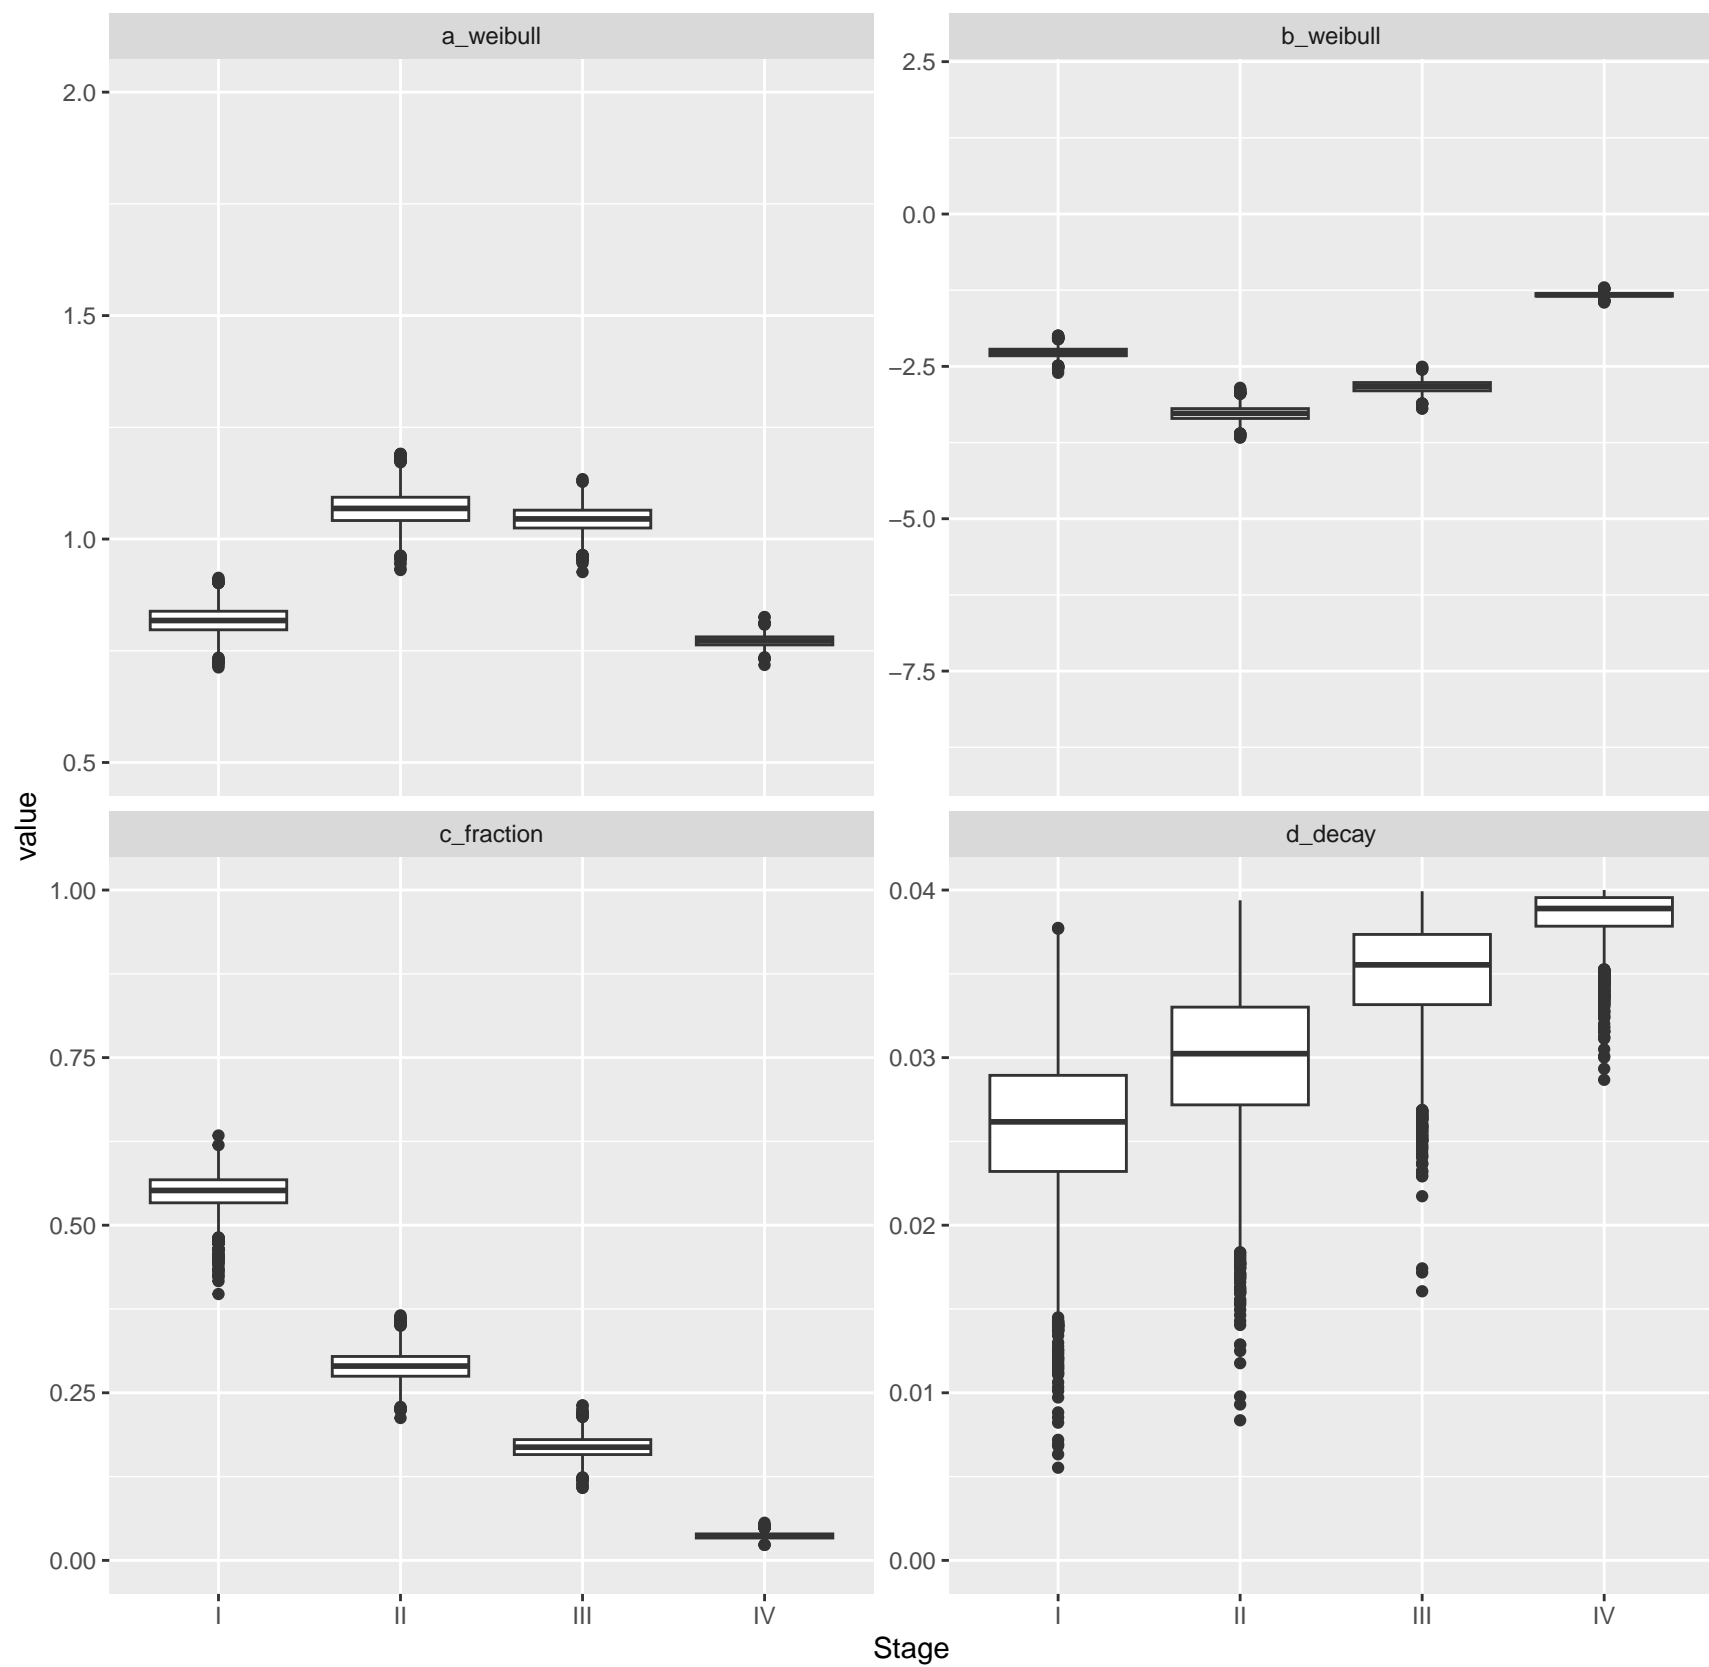 a_weibull
b_weibull
2.0
1.5
1.0
0.5
2.5
0.0
−2.5
−5.0
−7.5
value
c_fraction
d_decay
1.00
0.75
0.50
0.25
0.00
0.04
0.03
0.02
0.01
0.00
I II III IV
I II III IV
Stage